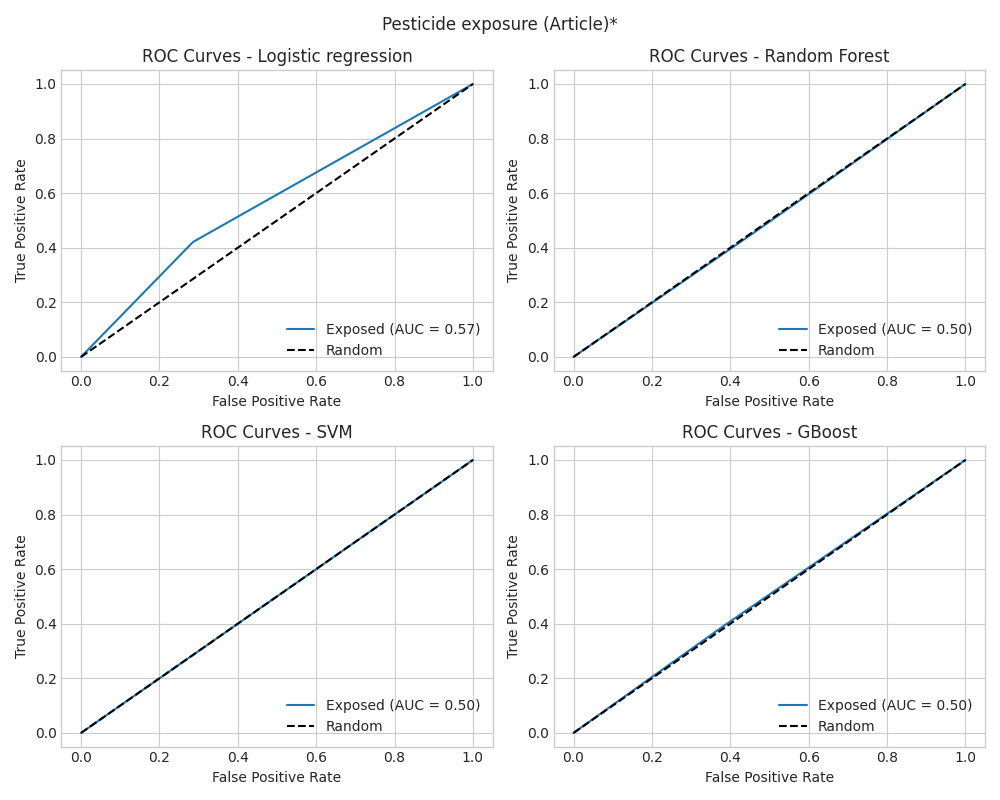 Pesticide exposure (Article)*
ROC Curves - Logistic regression
True Positive Rate
1.0
0.8
0.6
0.4
0.2
0.0
Exposed (AUC = 0.57)
Random
0.0 0.2 0.4 0.6 0.8 1.0
False Positive Rate
ROC Curves - Random Forest
True Positive Rate
1.0
0.8
0.6
0.4
0.2
0.0
Exposed (AUC = 0.50)
Random
0.0 0.2 0.4 0.6 0.8 1.0
False Positive Rate
ROC Curves - SVM
True Positive Rate
1.0
0.8
0.6
0.4
0.2
0.0
Exposed (AUC = 0.50)
Random
0.0 0.2 0.4 0.6 0.8 1.0
False Positive Rate
ROC Curves - GBoost
True Positive Rate
1.0
0.8
0.6
0.4
0.2
0.0
Exposed (AUC = 0.50)
Random
0.0 0.2 0.4 0.6 0.8 1.0
False Positive Rate